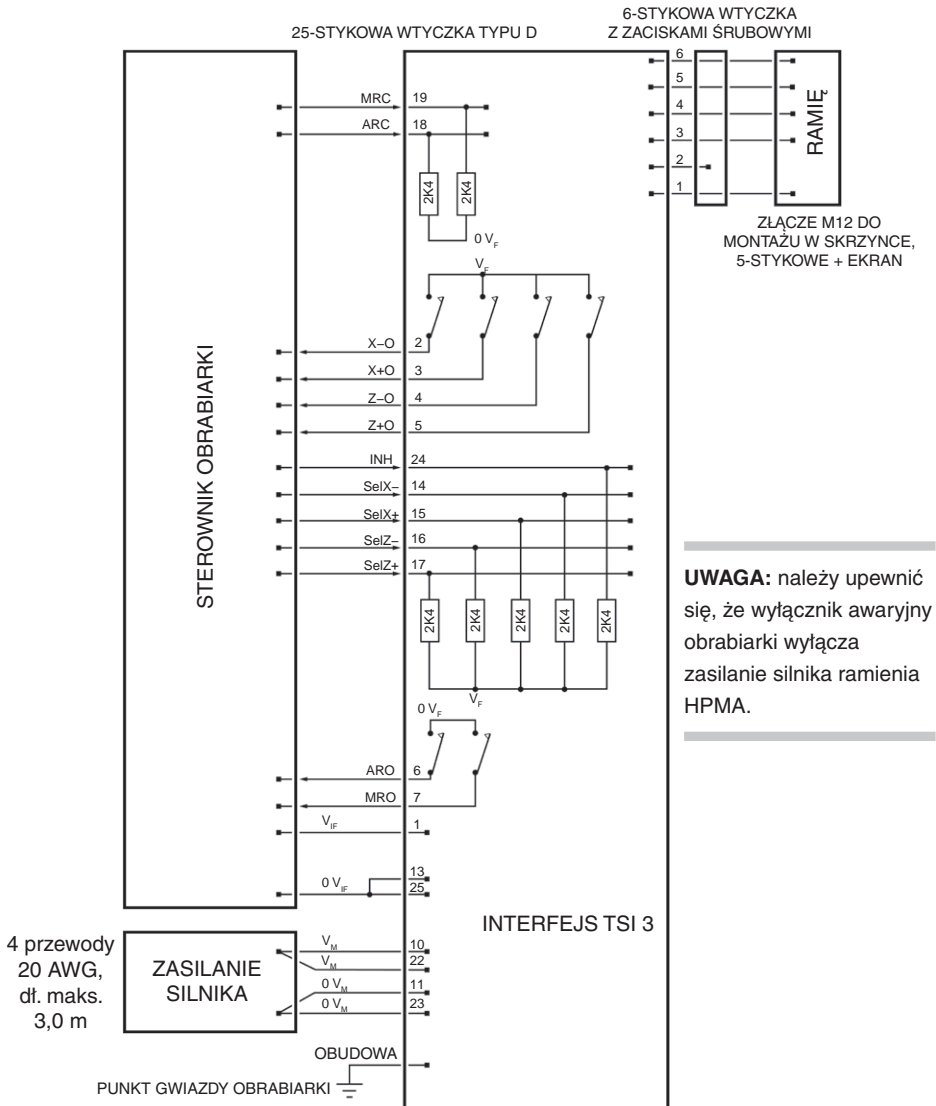 25-STYKOWA WTYCZKA TYPU D
6-STYKOWA WTYCZKA
Z ZACISKAMI ŚRUBOWYMI
6
5
4
3
2
1
RAMIĘ
ZŁĄCZE M12 DO
MONTAŻU W SKRZYNCE,
5-STYKOWE + EKRAN
MRC 19
ARC 18
2K4 2K4
0 VF
VF
STEROWNIK OBRABIARKI
X–O 2
X+O 3
Z–O 4
Z+O 5
INH 24
SelX– 14
SelX+ 15
SelZ– 16
SelZ+ 17
2K4 2K4 2K4 2K4 2K4
VF
0 VF
ARO 6
MRO 7
VIF 1
13
0 VIF 25
UWAGA: należy upewnić
się, że wyłącznik awaryjny
obrabiarki wyłącza
zasilanie silnika ramienia
HPMA.
INTERFEJS TSI 3
4 przewody
20 AWG,
dł. maks.
3,0 m
ZASILANIE
SILNIKA
VM 10
VM 22
0 VM 11
0 VM 23
OBUDOWA
PUNKT GWIAZDY OBRABIARKI